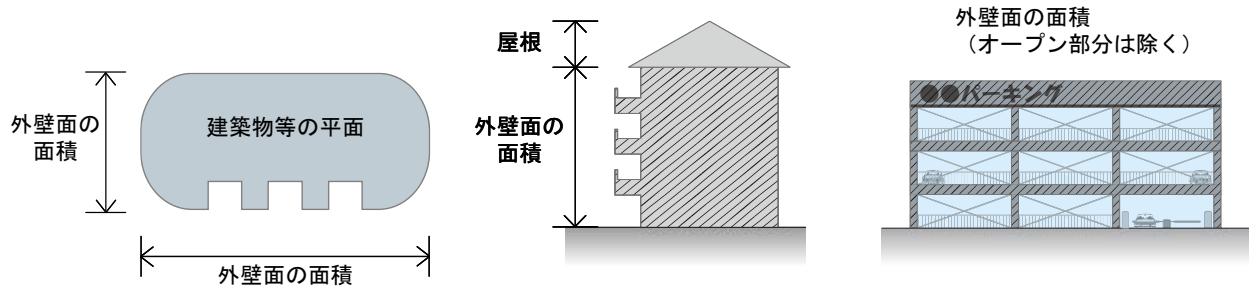 外壁面の
面積
建築物等の平面
外壁面の面積
屋根
外壁面の
面積
外壁面の面積
（オープン部分は除く）
●●パーキング